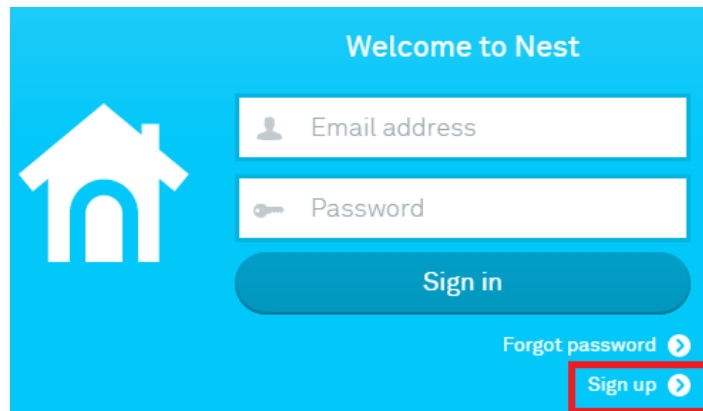 Welcome to Nest
Email address
Password
Sign in
Forgot password
Sign up